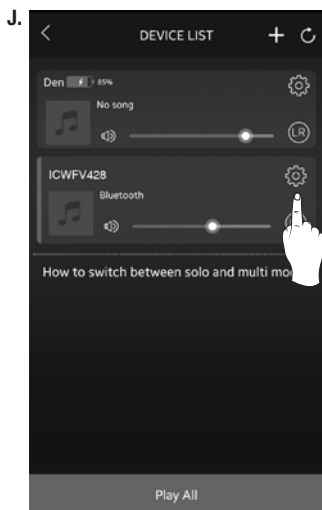 J.
DEVICE LIST
Den 85%
No song
LR
ICWFV428
Bluetooth
How to switch between solo and multi mo
Play All